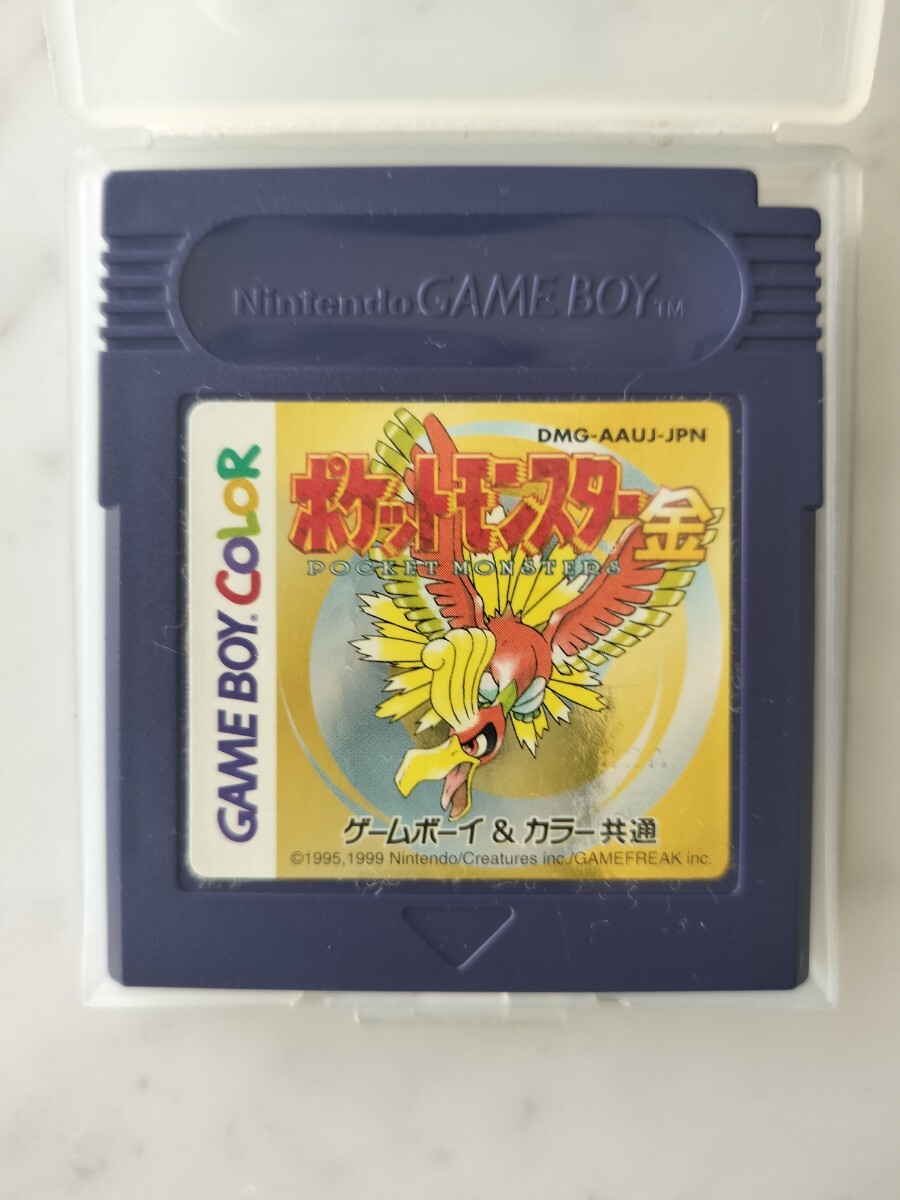 Nintendo GAME BOY™
GAME BOY COLOR
DMG-AAUJ-JPN
ポケットモンスター金
POCKET MONSTERS
ゲームボーイ & カラー共通
©1995,1999 Nintendo/Creatures inc./GAMEFREAK inc.